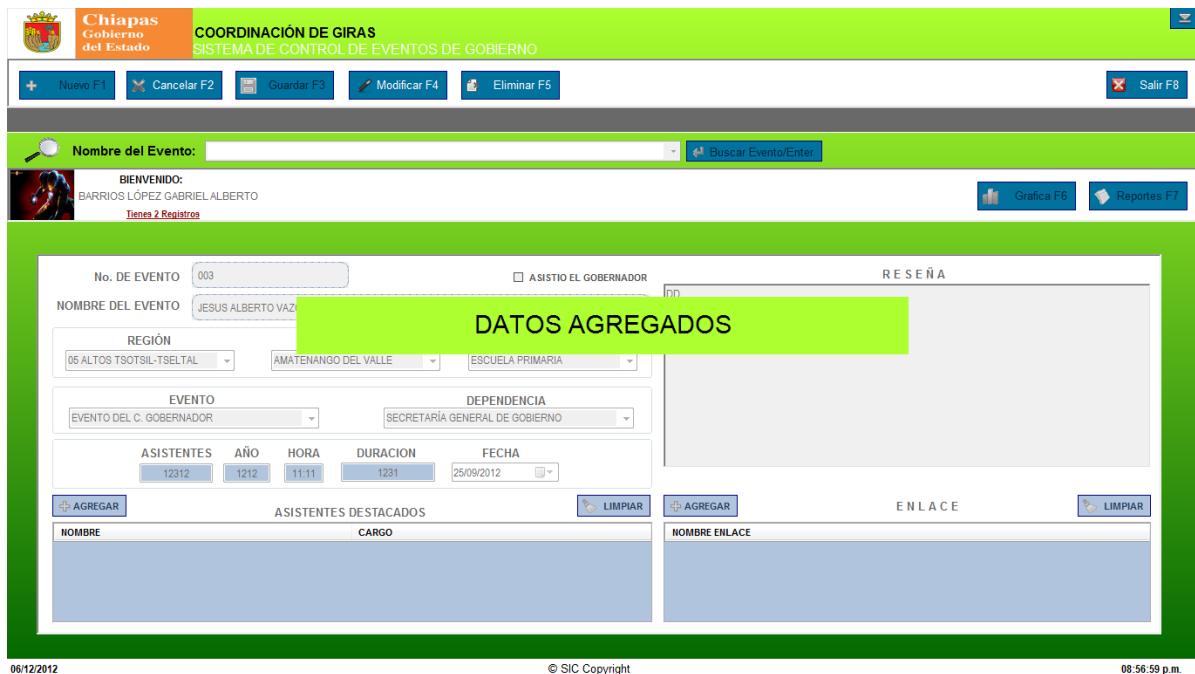 Chiapas
Gobierno
del Estado
COORDINACIÓN DE GIRAS
SISTEMA DE CONTROL DE EVENTOS DE GOBIERNO
Nuevo F1 Cancelar F2 Guardar F3 Modificar F4 Eliminar F5 Salir F8
Nombre del Evento: Buscar Evento/Enter
BIENVENIDO:
BARRIOS LÓPEZ GABRIEL ALBERTO
Tienes 2 Registros
Grafica F6 Reportes F7
No. DE EVENTO 003 ASISTIO EL GOBERNADOR
RESEÑA
DD
NOMBRE DEL EVENTO JESUS ALBERTO
DATOS AGREGADOS
REGIÓN
05 ALTOS TSOTSIL-TSELTAL AMATENANGO DEL VALLE ESCUELA PRIMARIA
EVENTO DEPENDENCIA
EVENTO DEL C. GOBERNADOR SECRETARÍA GENERAL DE GOBIERNO
ASISTENTES AÑO HORA DURACION FECHA
12312 1212 11:11 1231 25/09/2012
AGREGAR ASISTENTES DESTACADOS LIMPIAR
NOMBRE CARGO
AGREGAR ENLACE LIMPIAR
NOMBRE ENLACE
06/12/2012 © SIC Copyright 08:56:59 p.m.